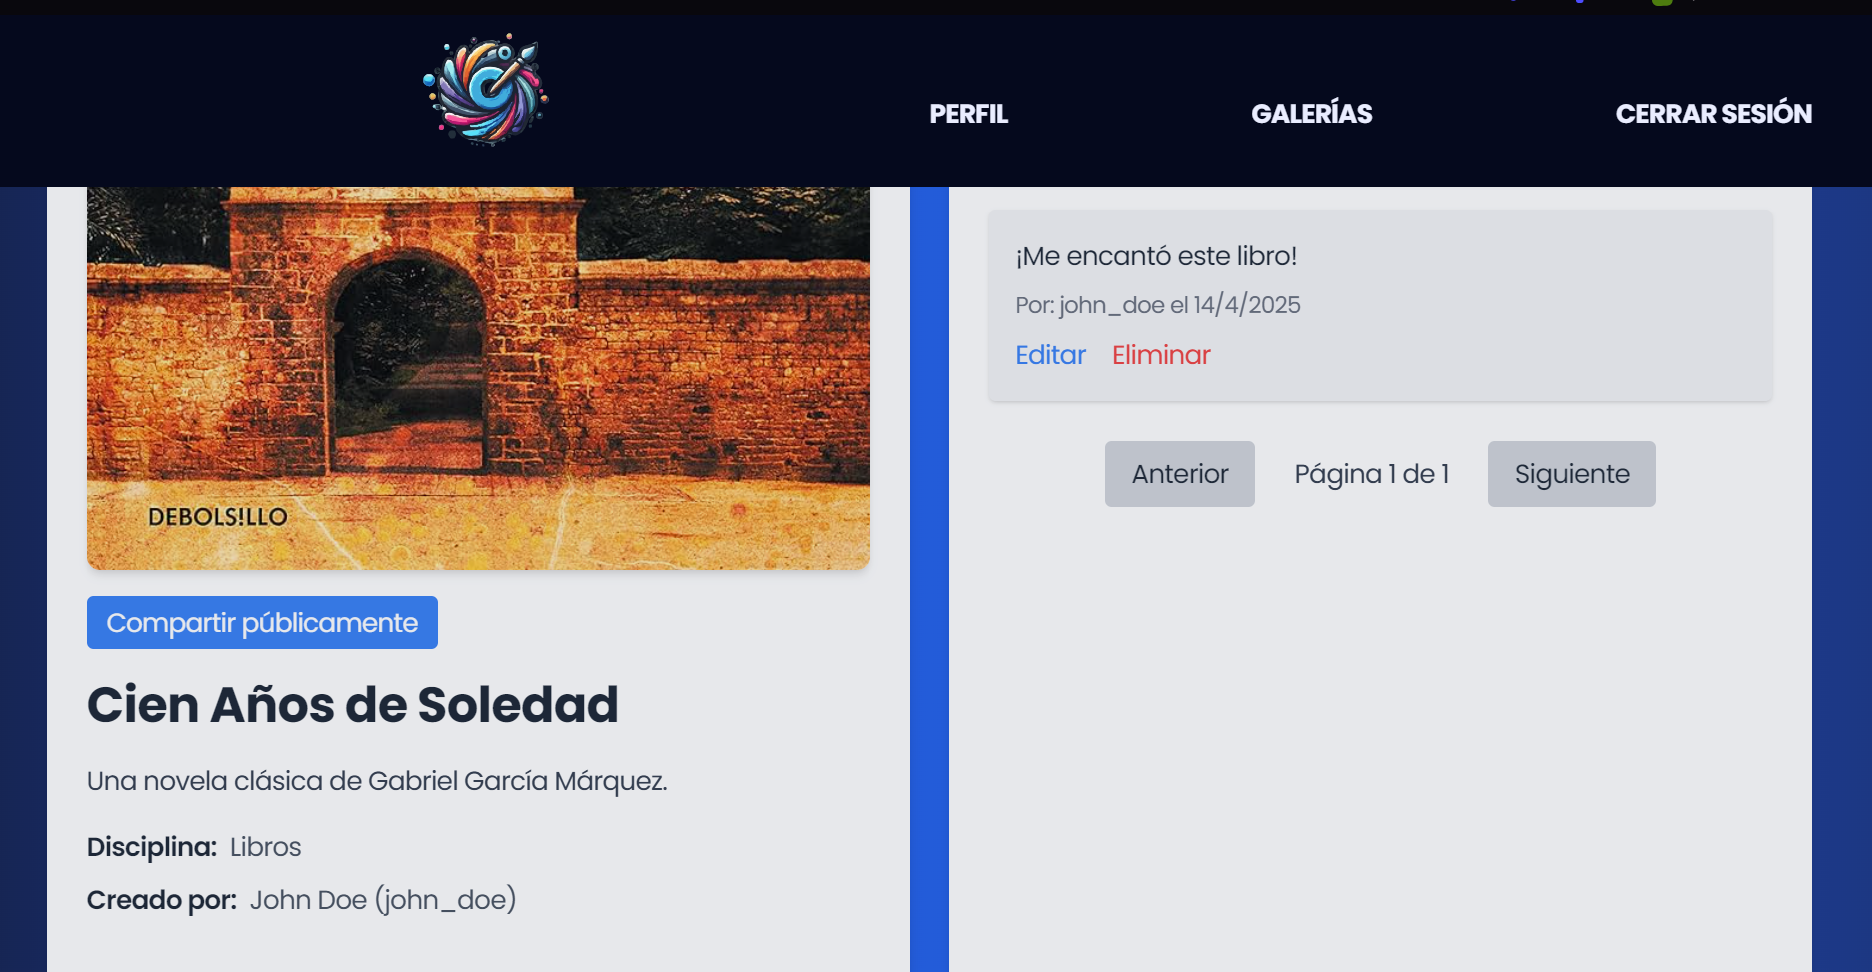 PERFIL
GALERÍAS
CERRAR SESIÓN
DEBOLS!LLO
Compartir públicamente
Cien Años de Soledad
Una novela clásica de Gabriel García Márquez.
Disciplina: Libros
Creado por: John Doe (john_doe)
¡Me encantó este libro!
Por: john_doe el 14/4/2025
Editar Eliminar
Anterior Página 1 de 1 Siguiente